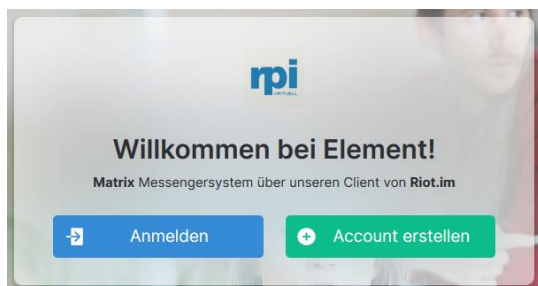 rpi
VIRTUELL
Willkommen bei Element!
Matrix Messengersystem über unseren Client von Riot.im
Anmelden
Account erstellen